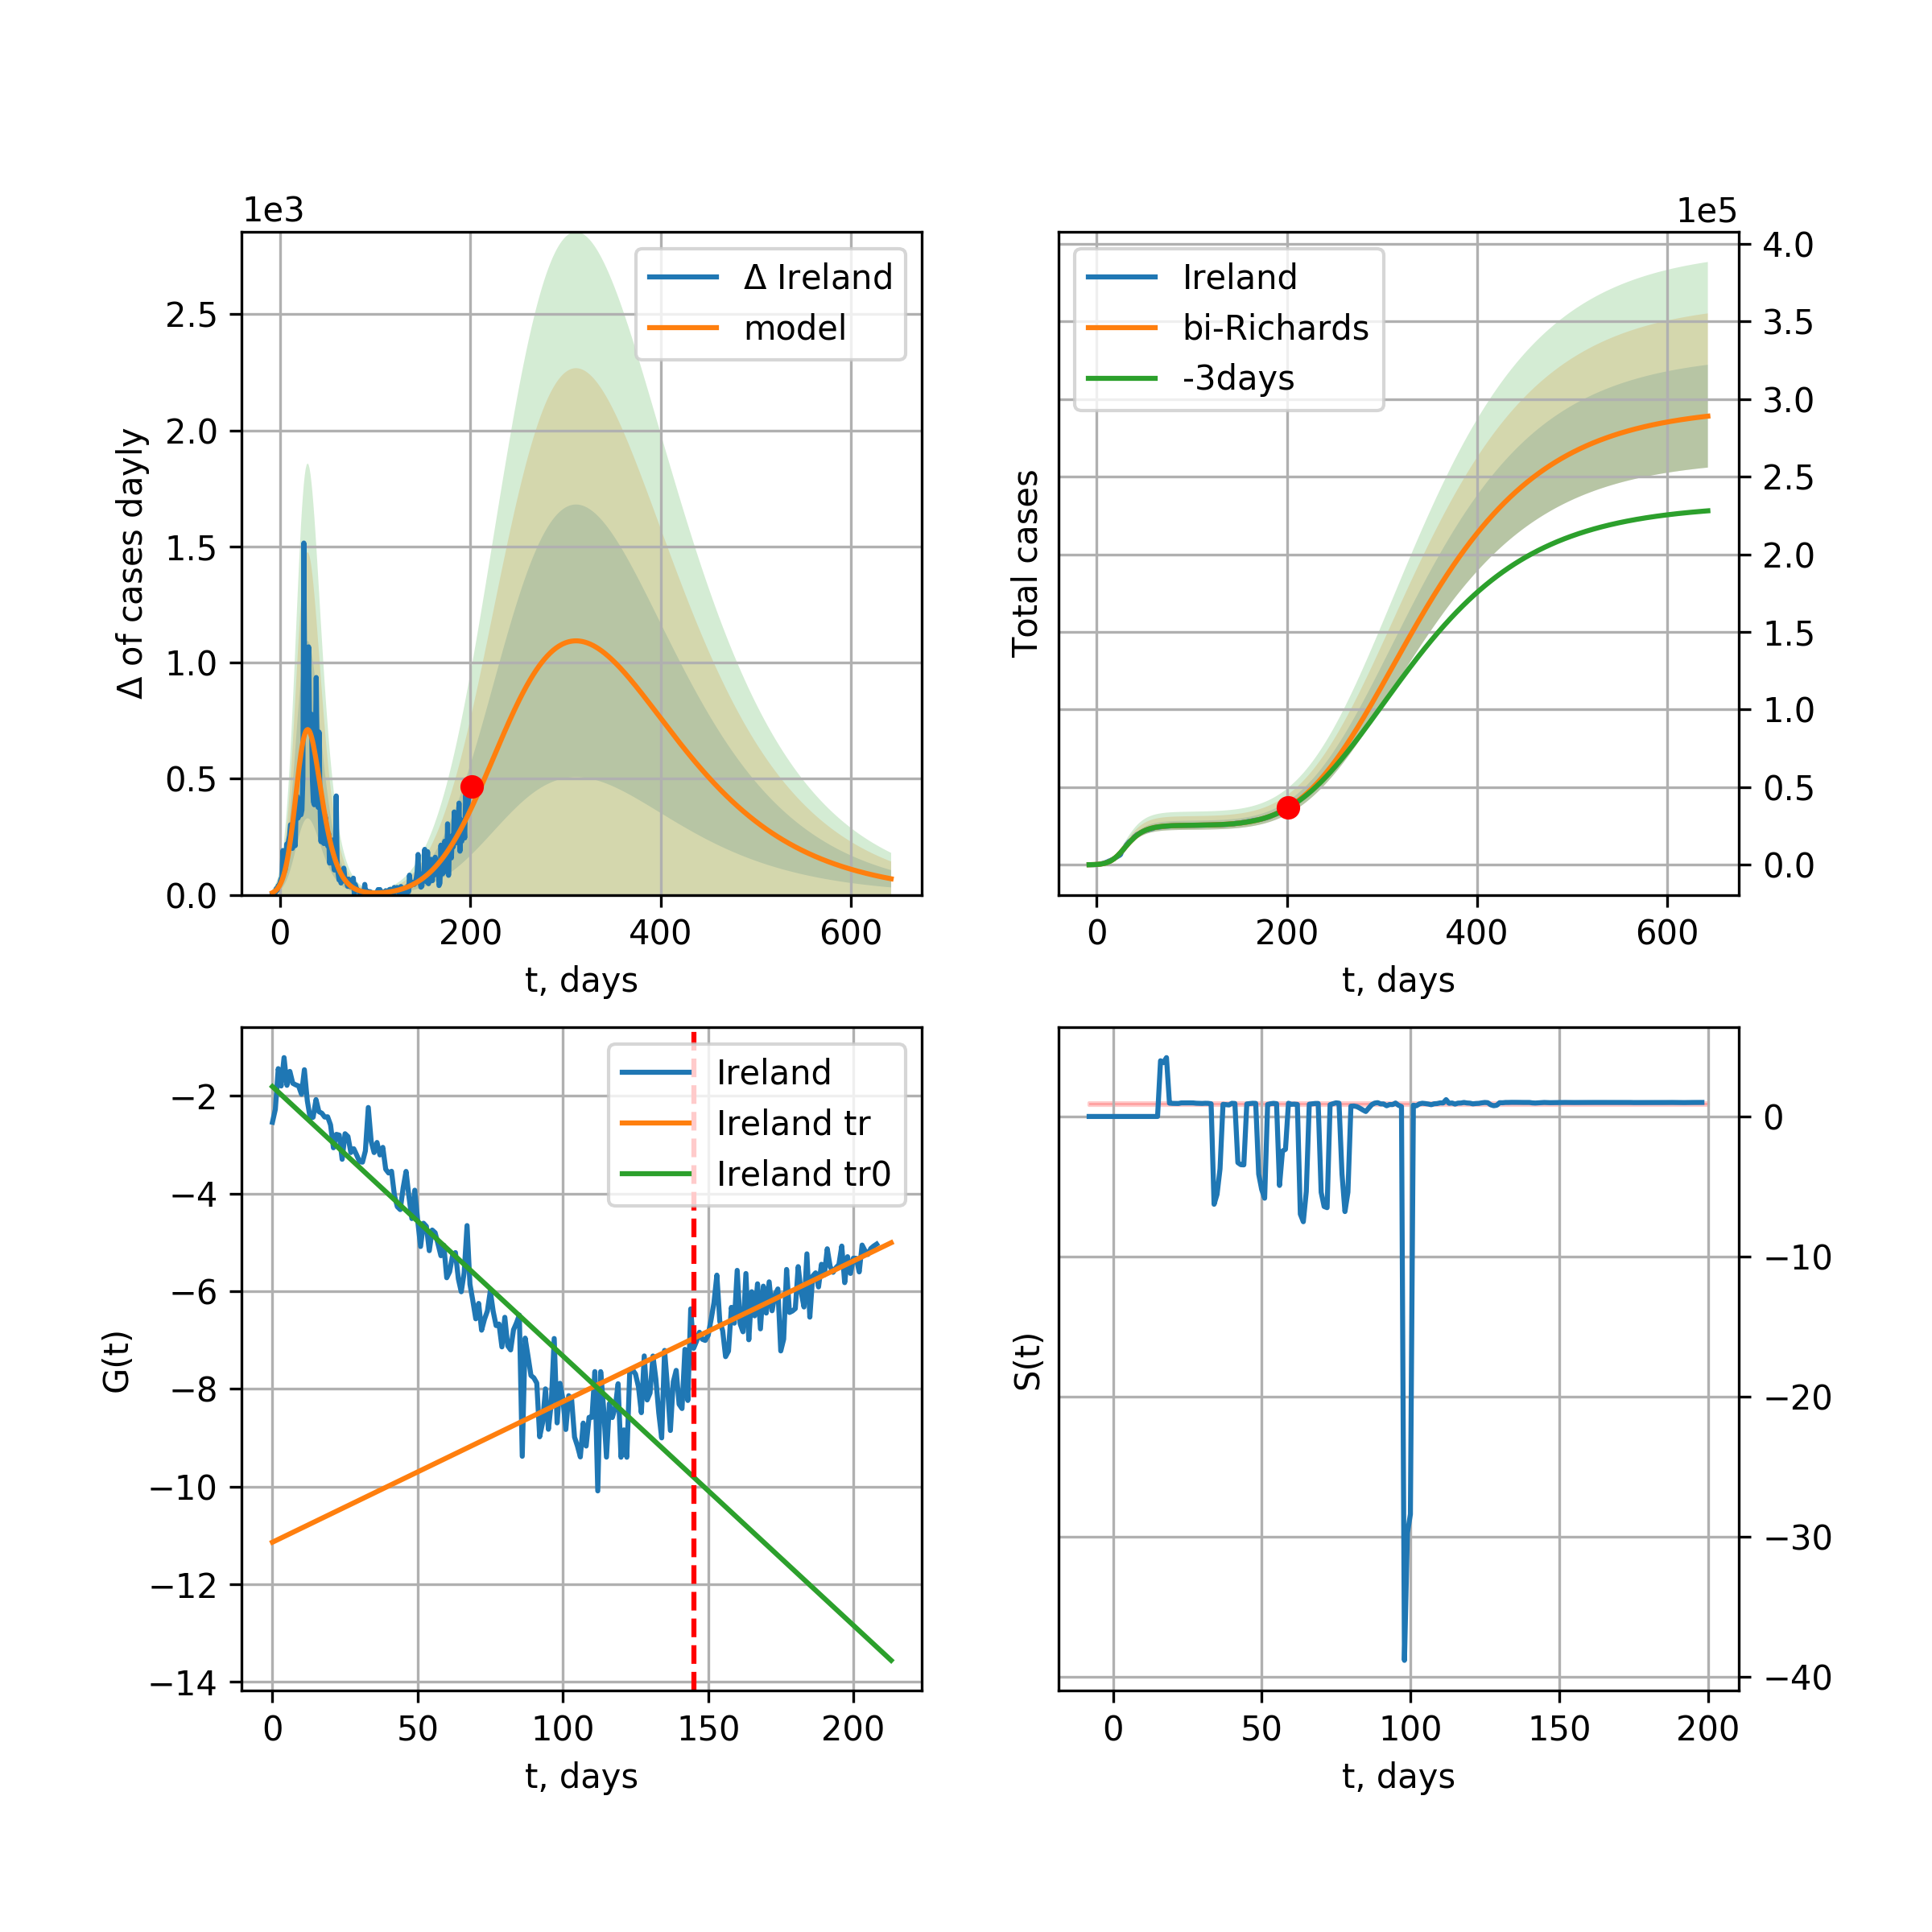 1e3
Δ Ireland
model
2.5
2.0
1.5
1.0
0.5
0.0
Δ of cases dayly
0 200 400 600
t, days
1e5
Ireland
bi-Richards
-3days
4.0
3.5
3.0
2.5
2.0
1.5
1.0
0.5
0.0
Total cases
0 200 400 600
t, days
Ireland
Ireland tr
Ireland tr0
−2
−4
−6
−8
−10
−12
−14
G(t)
0 50 100 150 200
t, days
0
−10
−20
−30
−40
S(t)
0 50 100 150 200
t, days